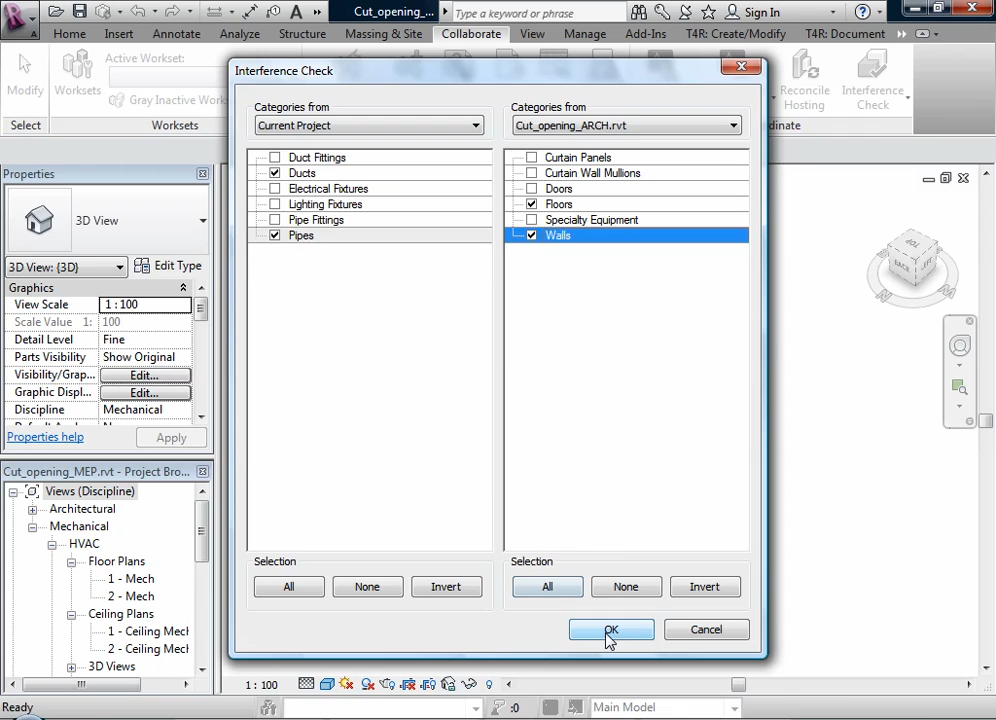 Cut_opening_...
Type a keyword or phrase
Sign In
Home
Insert
Annotate
Analyze
Structure
Massing & Site
Collaborate
View
Manage
Add-Ins
T4R: Create/Modify
T4R: Document
Modify
Worksets
Active Workset:
Gray Inactive Work
Reconcile
Hosting
Interference
Check
Select
Worksets
dinate
Interference Check
Categories from
Current Project
Duct Fittings
Ducts
Electrical Fixtures
Lighting Fixtures
Pipe Fittings
Pipes
Selection
All
None
Invert
Categories from
Cut_opening_ARCH.rvt
Curtain Panels
Curtain Wall Mullions
Doors
Floors
Specialty Equipment
Walls
Selection
All
None
Invert
OK
Cancel
Properties
3D View
3D View: {3D}
Edit Type
Graphics
View Scale
1 : 100
Scale Value 1:
100
Detail Level
Fine
Parts Visibility
Show Original
Visibility/Grap...
Edit...
Graphic Displ...
Edit...
Discipline
Mechanical
Properties help
Apply
Cut_opening_MEP.rvt - Project Bro...
Views (Discipline)
Architectural
Mechanical
HVAC
Floor Plans
1 - Mech
2 - Mech
Ceiling Plans
1 - Ceiling Mech
2 - Ceiling Mech
3D Views
TOP
BACK
1 : 100
Ready
:0
Main Model